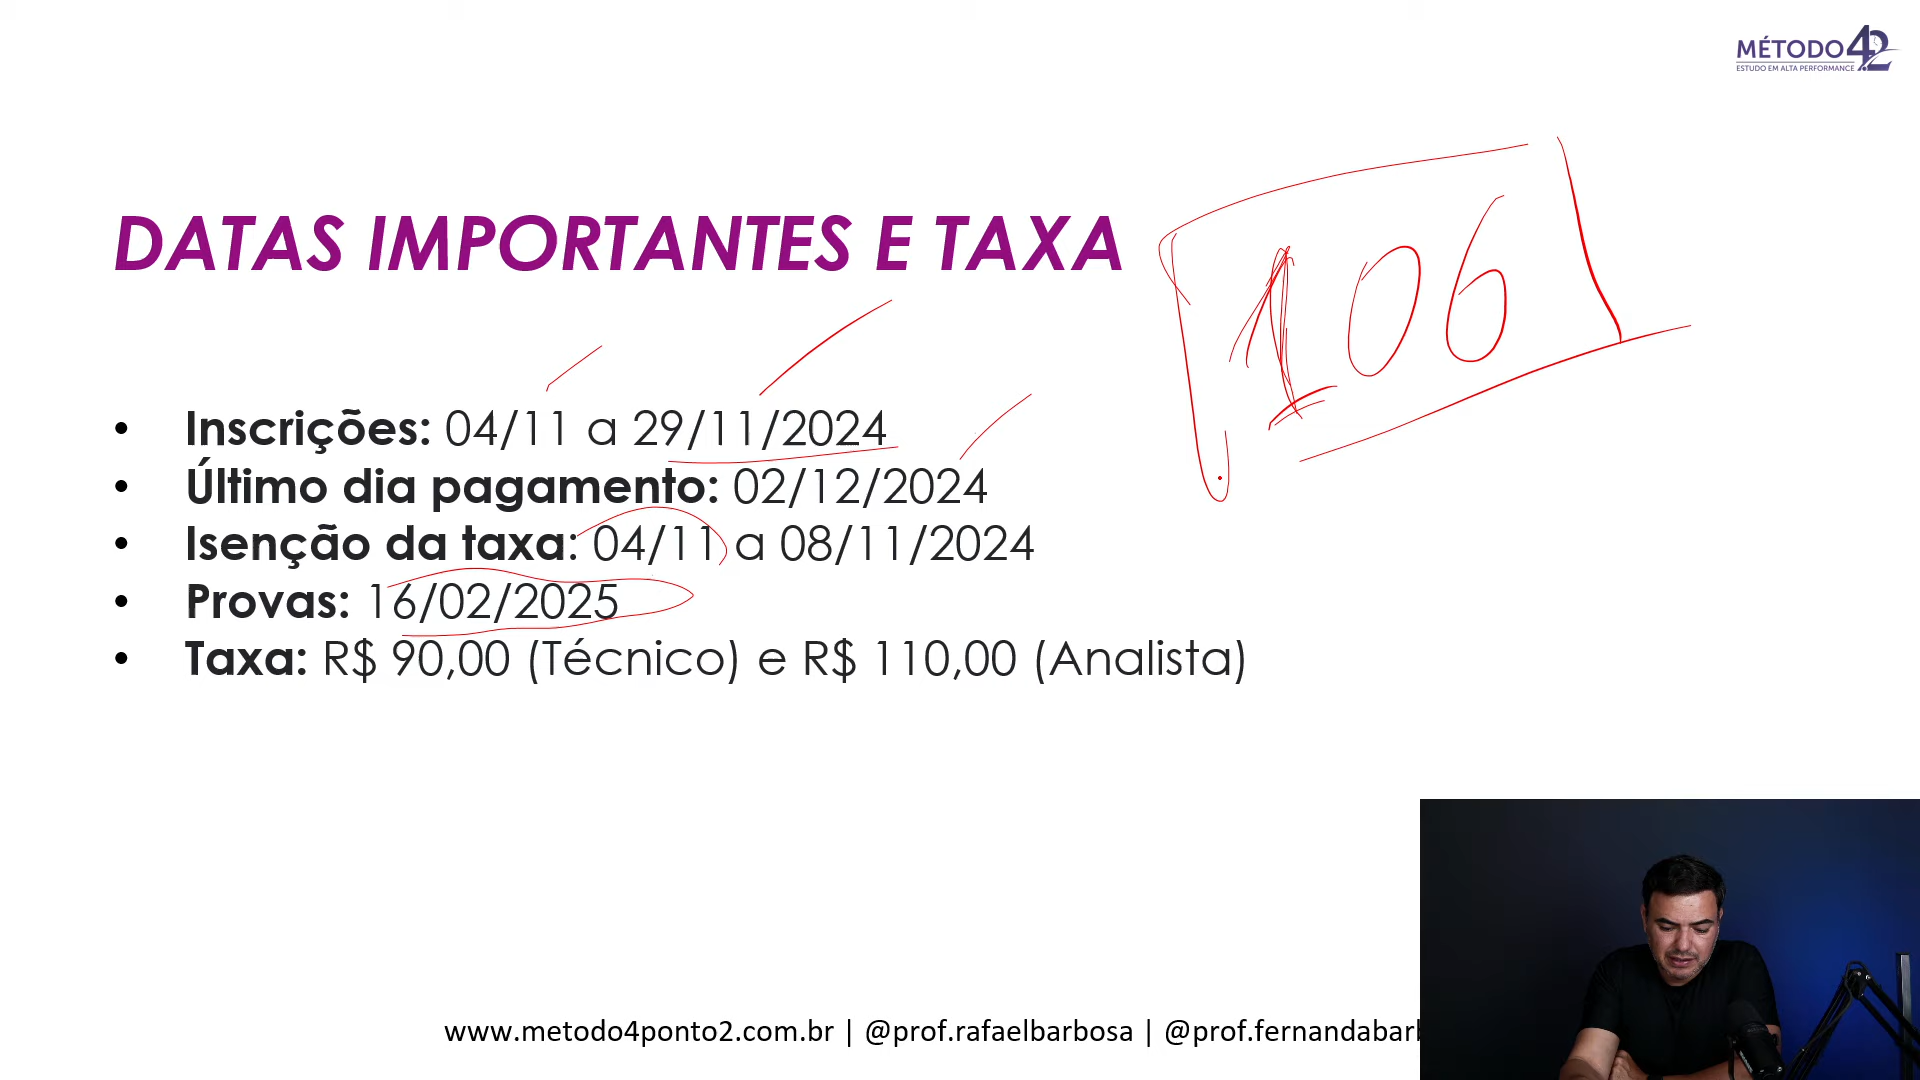 MÉTODO 4.2
ESTUDO EM ALTA PERFORMANCE
DATAS IMPORTANTES E TAXA
106
• Inscrições: 04/11 a 29/11/2024
• Último dia pagamento: 02/12/2024
• Isenção da taxa: 04/11 a 08/11/2024
• Provas: 16/02/2025
• Taxa: R$ 90,00 (Técnico) e R$ 110,00 (Analista)
www.metodo4ponto2.com.br | @prof.rafaelbarbosa | @prof.fernandabarb